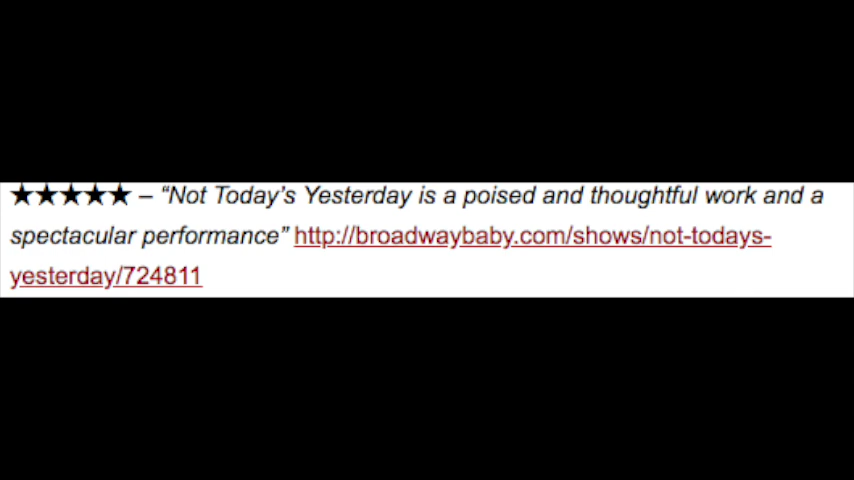 ★★★★★ – “Not Today’s Yesterday is a poised and thoughtful work and a
spectacular performance” http://broadwaybaby.com/shows/not-todays-
yesterday/724811